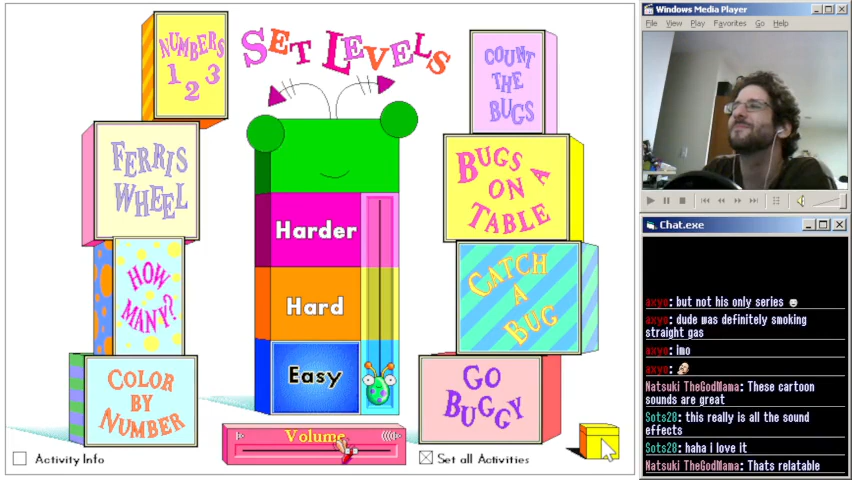 NUMBERS
1 2 3
SET LEVELS
COUNT
THE
BUGS
FERRIS
WHEEL
BUGS
ON A
TABLE
Harder
HOW
MANY?
CATCH
A
BUG
Hard
Easy
COLOR
BY
NUMBER
GO
BUGGY
Volume
Activity Info
Set all Activities
Windows Media Player
File View Play Favorites Go Help
Chat.exe
axyo: but not his only series
axyo: dude was definitely smoking
straight gas
axyo: imo
axyo:
Natsuki TheGodMama: These cartoon
sounds are great
Sots28: this really is all the sound
effects
Sots28: haha i love it
Natsuki TheGodMama: Thats relatable